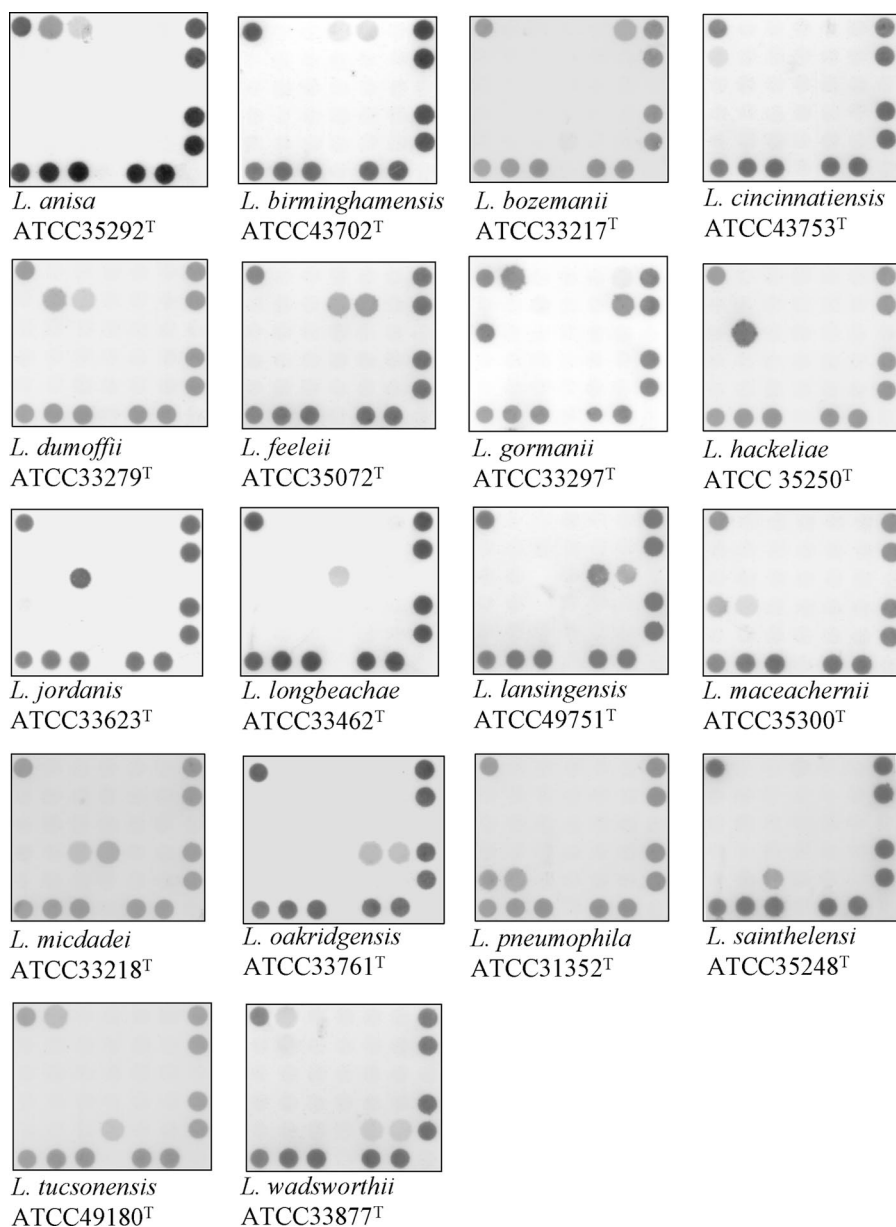 L. anisa
ATCC35292ᵀ
L. birminghamensis
ATCC43702ᵀ
L. bozemanii
ATCC33217ᵀ
L. cincinnatiensis
ATCC43753ᵀ
L. dumoffii
ATCC33279ᵀ
L. feeleii
ATCC35072ᵀ
L. gormanii
ATCC33297ᵀ
L. hackeliae
ATCC 35250ᵀ
L. jordanis
ATCC33623ᵀ
L. longbeachae
ATCC33462ᵀ
L. lansingensis
ATCC49751ᵀ
L. maceachernii
ATCC35300ᵀ
L. micdadei
ATCC33218ᵀ
L. oakridgensis
ATCC33761ᵀ
L. pneumophila
ATCC31352ᵀ
L. sainthelensi
ATCC35248ᵀ
L. tucsonensis
ATCC49180ᵀ
L. wadsworthii
ATCC33877ᵀ